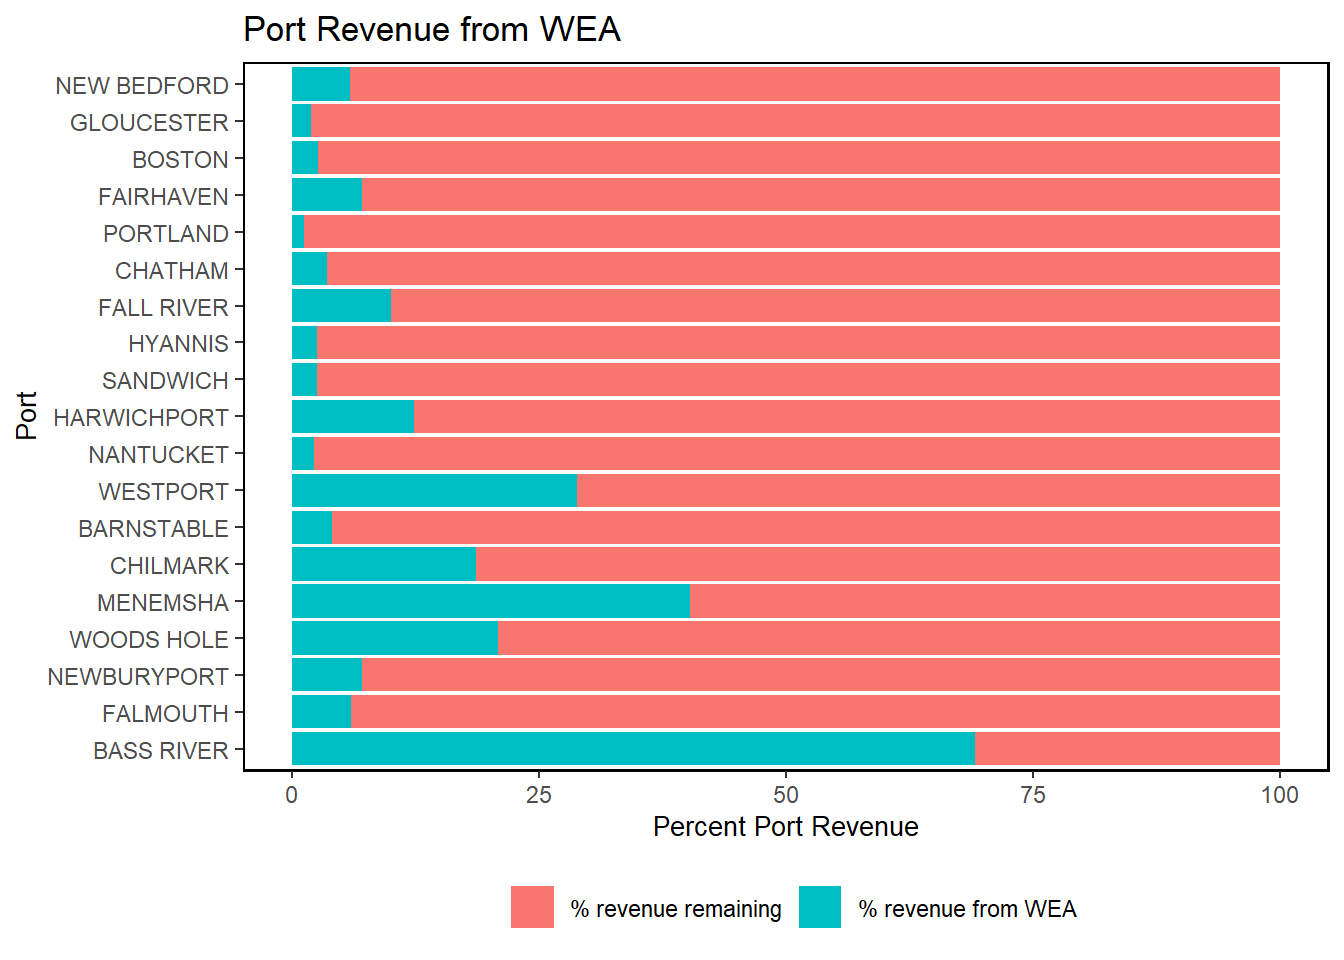 Port Revenue from WEA
NEW BEDFORD
GLOUCESTER
BOSTON
FAIRHAVEN
PORTLAND
CHATHAM
FALL RIVER
HYANNIS
SANDWICH
HARWICHPORT
NANTUCKET
WESTPORT
BARNSTABLE
CHILMARK
MENEMSHA
WOODS HOLE
NEWBURYPORT
FALMOUTH
BASS RIVER
Port
0 25 50 75 100
Percent Port Revenue
% revenue remaining % revenue from WEA